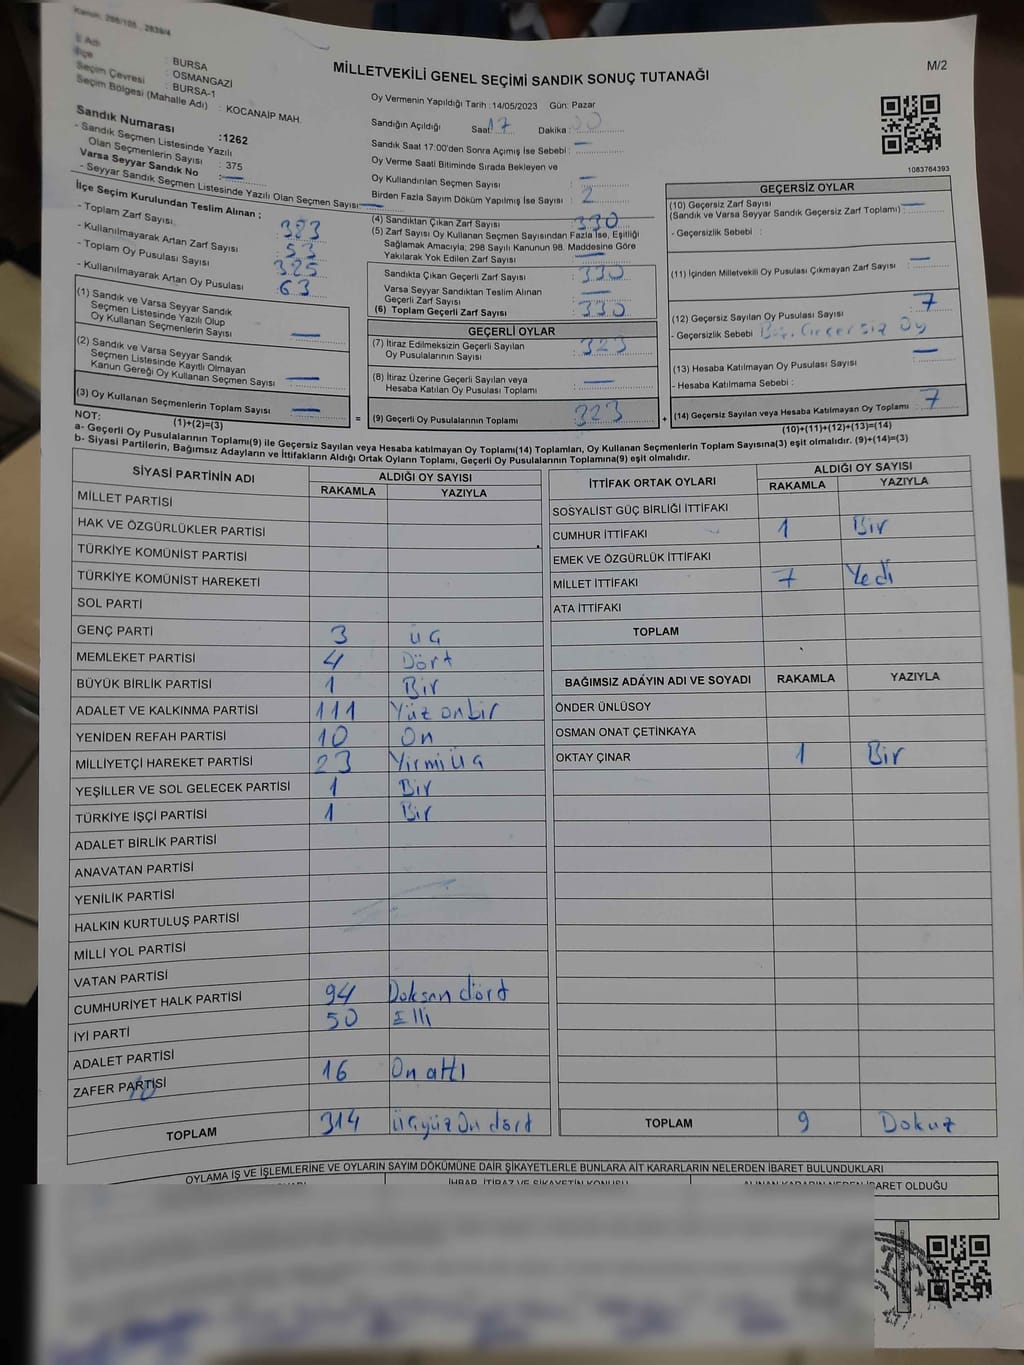 Kanun: 298/105 , 2839/4
İl Adı : BURSA
İlçe : OSMANGAZİ
Seçim Çevresi : BURSA-1
Seçim Bölgesi (Mahalle Adı) : KOCANAİP MAH.
MİLLETVEKİLİ GENEL SEÇİMİ SANDIK SONUÇ TUTANAĞI
M/2
Sandık Numarası :1262
- Sandık Seçmen Listesinde Yazılı
Olan Seçmenlerin Sayısı : 375
Varsa Seyyar Sandık No : —
- Seyyar Sandık Seçmen Listesinde Yazılı Olan Seçmen Sayısı: —
Oy Vermenin Yapıldığı Tarih :14/05/2023 Gün: Pazar
Sandığın Açıldığı Saat 17 Dakika : 00
Sandık Saat 17:00'den Sonra Açımış İse Sebebi : —
Oy Verme Saati Bitiminde Sırada Bekleyen ve
Oy Kullandırılan Seçmen Sayısı : —
Birden Fazla Sayım Döküm Yapılmış İse Sayısı : 2
1083764393
İlçe Seçim Kurulundan Teslim Alınan ;
- Toplam Zarf Sayısı : 383
- Kullanılmayarak Artan Zarf Sayısı : 53
- Toplam Oy Pusulası Sayısı : 385
- Kullanılmayarak Artan Oy Pusulası : 63
(1) Sandık ve Varsa Seyyar Sandık
Seçmen Listesinde Yazılı Olup
Oy Kullanan Seçmenlerin Sayısı : —
(2) Sandık ve Varsa Seyyar Sandık
Seçmen Listesinde Kayıtlı Olmayan
Kanun Gereği Oy Kullanan Seçmen Sayısı : —
(3) Oy Kullanan Seçmenlerin Toplam Sayısı : —
(1)+(2)=(3)
(4) Sandıktan Çıkan Zarf Sayısı : 330
(5) Zarf Sayısı Oy Kullanan Seçmen Sayısından Fazla İse, Eşitliği
Sağlamak Amacıyla; 298 Sayılı Kanunun 98. Maddesine Göre
Yakılarak Yok Edilen Zarf Sayısı : —
Sandıkta Çıkan Geçerli Zarf Sayısı : 330
Varsa Seyyar Sandıktan Teslim Alınan
Geçerli Zarf Sayısı : —
(6) Toplam Geçerli Zarf Sayısı : 330
GEÇERLİ OYLAR
(7) İtiraz Edilmeksizin Geçerli Sayılan
Oy Pusulalarının Sayısı : 323
(8) İtiraz Üzerine Geçerli Sayılan veya
Hesaba Katılan Oy Pusulası Toplamı : —
= (9) Geçerli Oy Pusulalarının Toplamı 323 +
GEÇERSİZ OYLAR
(10) Geçersiz Zarf Sayısı : —
(Sandık ve Varsa Seyyar Sandık Geçersiz Zarf Toplamı)
- Geçersizlik Sebebi :
(11) İçinden Milletvekili Oy Pusulası Çıkmayan Zarf Sayısı : —
(12) Geçersiz Sayılan Oy Pusulası Sayısı : 7
- Geçersizlik Sebebi : Geçersiz Oy
(13) Hesaba Katılmayan Oy Pusulası Sayısı : —
- Hesaba Katılmama Sebebi :
(14) Geçersiz Sayılan veya Hesaba Katılmayan Oy Toplamı : 7
(10)+(11)+(12)+(13)=(14)
NOT:
a- Geçerli Oy Pusulalarının Toplamı(9) ile Geçersiz Sayılan veya Hesaba katılmayan Oy Toplamı(14) Toplamları, Oy Kullanan Seçmenlerin Toplam Sayısına(3) eşit olmalıdır. (9)+(14)=(3)
b- Siyasi Partilerin, Bağımsız Adayların ve İttifakların Aldığı Ortak Oyların Toplamı, Geçerli Oy Pusulalarının Toplamına(9) eşit olmalıdır.
SİYASİ PARTİNİN ADI ALDIĞI OY SAYISI
RAKAMLA YAZIYLA
MİLLET PARTİSİ
HAK VE ÖZGÜRLÜKLER PARTİSİ
TÜRKİYE KOMÜNİST PARTİSİ
TÜRKİYE KOMÜNİST HAREKETİ
SOL PARTİ
GENÇ PARTİ 3 üç
MEMLEKET PARTİSİ 4 Dört
BÜYÜK BİRLİK PARTİSİ 1 Bir
ADALET VE KALKINMA PARTİSİ 111 Yüz onbir
YENİDEN REFAH PARTİSİ 10 On
MİLLİYETÇİ HAREKET PARTİSİ 23 Yirmi üç
YEŞİLLER VE SOL GELECEK PARTİSİ 1 Bir
TÜRKİYE İŞÇİ PARTİSİ 1 Bir
ADALET BİRLİK PARTİSİ
ANAVATAN PARTİSİ
YENİLİK PARTİSİ
HALKIN KURTULUŞ PARTİSİ
MİLLİ YOL PARTİSİ
VATAN PARTİSİ
CUMHURİYET HALK PARTİSİ 94 Doksan dört
İYİ PARTİ 50 Elli
ADALET PARTİSİ
ZAFER PARTİSİ 16 On altı
TOPLAM 314 üçyüz On dört
İTTİFAK ORTAK OYLARI ALDIĞI OY SAYISI
RAKAMLA YAZIYLA
SOSYALİST GÜÇ BİRLİĞİ İTTİFAKI
CUMHUR İTTİFAKI 1 Bir
EMEK VE ÖZGÜRLÜK İTTİFAKI
MİLLET İTTİFAKI 7 Yedi
ATA İTTİFAKI
TOPLAM
BAĞIMSIZ ADAYIN ADI VE SOYADI RAKAMLA YAZIYLA
ÖNDER ÜNLÜSOY
OSMAN ONAT ÇETİNKAYA
OKTAY ÇINAR 1 Bir
TOPLAM 9 Dokuz
OYLAMA İŞ VE İŞLEMLERİNE VE OYLARIN SAYIM DÖKÜMÜNE DAİR ŞİKAYETLERLE BUNLARA AİT KARARLARIN NELERDEN İBARET BULUNDUKLARI
İHBAR, İTİRAZ VE ŞİKAYETİN KONUSU ALINAN KARARIN NEDEN İBARET OLDUĞU